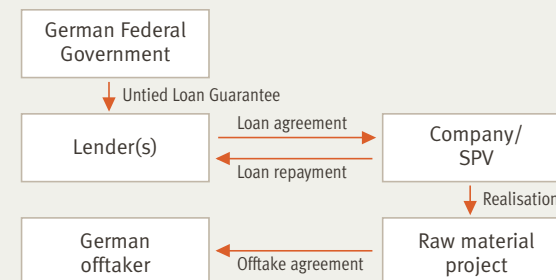 German Federal
Government
Untied Loan Guarantee
Lender(s)
Loan agreement
Loan repayment
Company/
SPV
Realisation
German
offtaker
Offtake agreement
Raw material
project